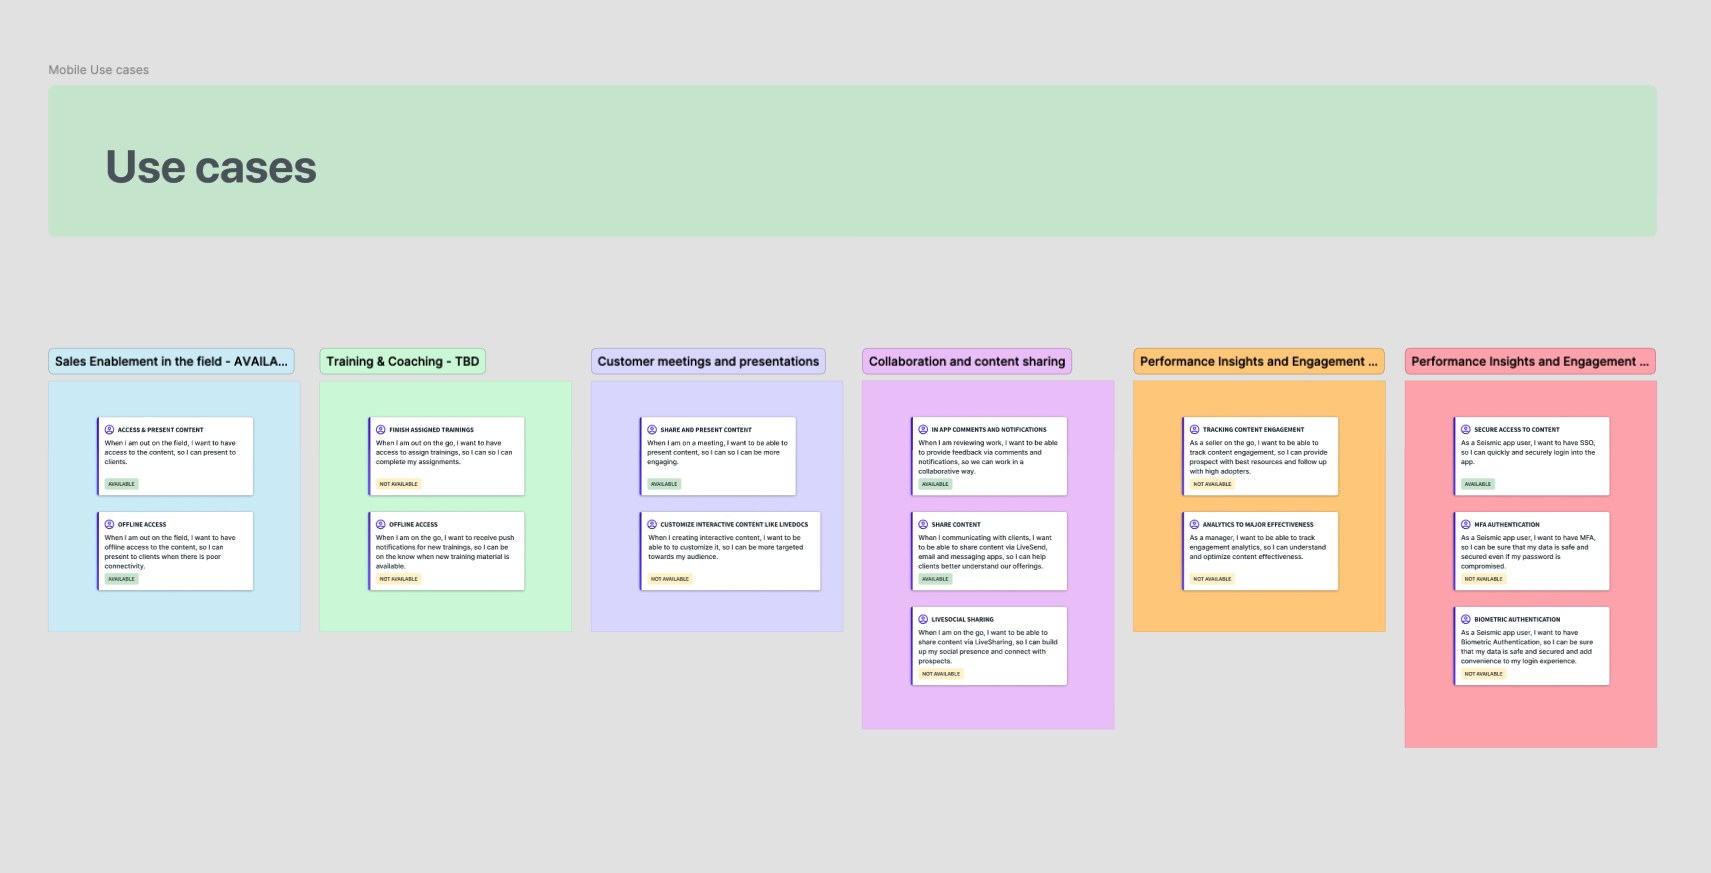 Mobile Use cases
Use cases
Sales Enablement in the field - AVAILA...
ACCESS & PRESENT CONTENT
When I am out on the field, I want to have
access to the content, so I can present to
clients.
AVAILABLE
OFFLINE ACCESS
When I am out on the field, I want to have
offline access to the content, so I can
present to clients when there is poor
connectivity.
AVAILABLE
Training & Coaching - TBD
FINISH ASSIGNED TRAININGS
When I am out on the go, I want to have
access to assign trainings, so I can so I can
complete my assignments.
NOT AVAILABLE
OFFLINE ACCESS
When I am on the go, I want to receive push
notifications for new trainings, so I can be
on the know when new training material is
available.
NOT AVAILABLE
Customer meetings and presentations
SHARE AND PRESENT CONTENT
When I am on a meeting, I want to be able to
present content, so I can so I can be more
engaging.
AVAILABLE
CUSTOMIZE INTERACTIVE CONTENT LIKE LIVEDOCS
When I creating interactive content, i want to be
able to to customize it, so I can be more targeted
towards my audience.
NOT AVAILABLE
Collaboration and content sharing
IN APP COMMENTS AND NOTIFICATIONS
When I am reviewing work, I want to be able
to provide feedback via comments and
notifications, so we can work in a
collaborative way.
AVAILABLE
SHARE CONTENT
When I communicating with clients, I want
to be able to share content via LiveSend,
email and messaging apps, so I can help
clients better understand our offerings.
AVAILABLE
LIVESOCIAL SHARING
When I am on the go, I want to be able to
share content via LiveSharing, so I can build
up my social presence and connect with
prospects.
NOT AVAILABLE
Performance Insights and Engagement ...
TRACKING CONTENT ENGAGEMENT
As a seller on the go, I want to be able to
track content engagement, so I can provide
prospect with best resources and follow up
with high adopters.
NOT AVAILABLE
ANALYTICS TO MAJOR EFFECTIVENESS
As a manager, I want to be able to track
engagement analytics, so I can understand
and optimize content effectiveness.
NOT AVAILABLE
Performance Insights and Engagement ...
SECURE ACCESS TO CONTENT
As a Seismic app user, I want to have SSO,
so I can quickly and securely login into the
app.
AVAILABLE
MFA AUTHENTICATION
As a Seismic app user, I want to have MFA,
so I can be sure that my data is safe and
secured even if my password is
compromised.
NOT AVAILABLE
BIOMETRIC AUTHENTICATION
As a Seismic app user, I want to have
Biometric Authentication, so I can be sure
that my data is safe and secured and add
convenience to my login experience.
NOT AVAILABLE